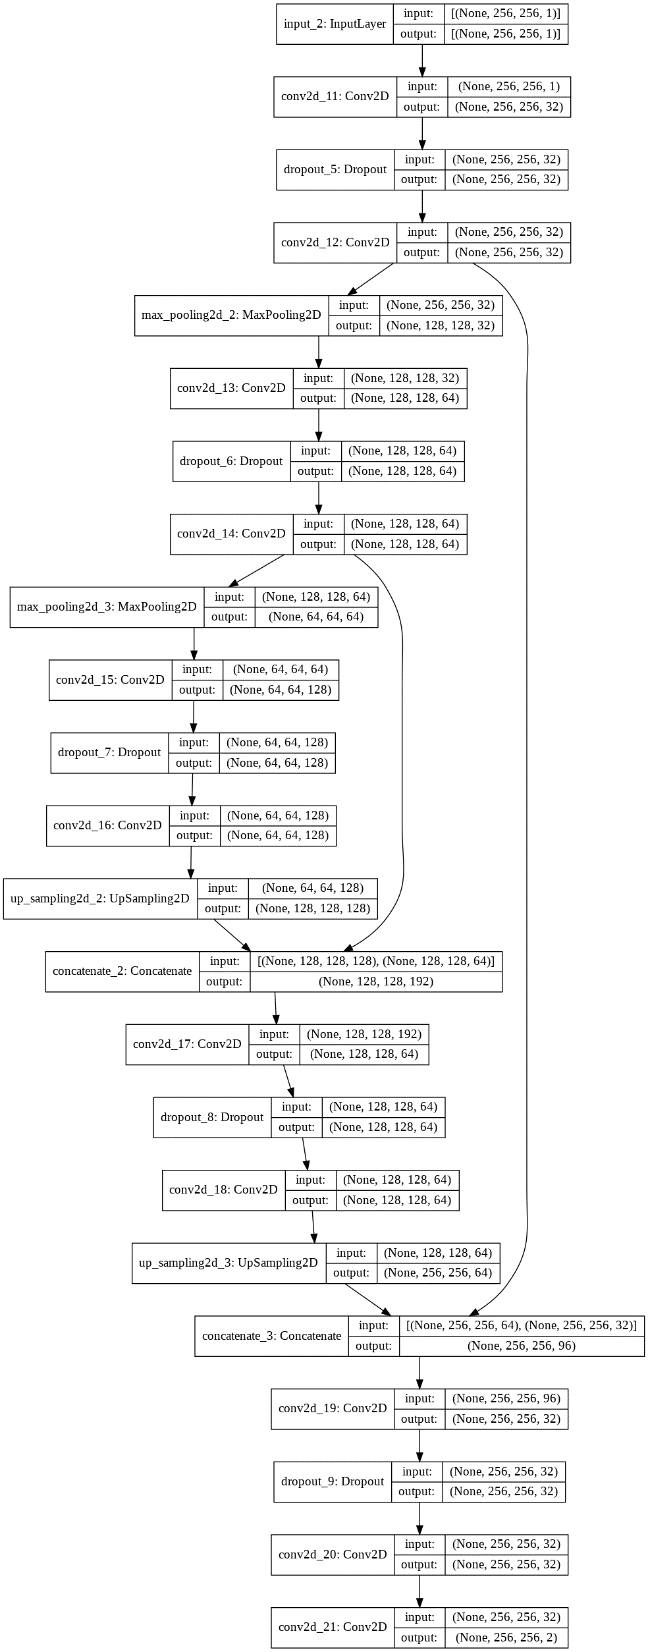 input_2: InputLayer
input: [(None, 256, 256, 1)]
output: [(None, 256, 256, 1)]
conv2d_11: Conv2D
input: (None, 256, 256, 1)
output: (None, 256, 256, 32)
dropout_5: Dropout
input: (None, 256, 256, 32)
output: (None, 256, 256, 32)
conv2d_12: Conv2D
input: (None, 256, 256, 32)
output: (None, 256, 256, 32)
max_pooling2d_2: MaxPooling2D
input: (None, 256, 256, 32)
output: (None, 128, 128, 32)
conv2d_13: Conv2D
input: (None, 128, 128, 32)
output: (None, 128, 128, 64)
dropout_6: Dropout
input: (None, 128, 128, 64)
output: (None, 128, 128, 64)
conv2d_14: Conv2D
input: (None, 128, 128, 64)
output: (None, 128, 128, 64)
max_pooling2d_3: MaxPooling2D
input: (None, 128, 128, 64)
output: (None, 64, 64, 64)
conv2d_15: Conv2D
input: (None, 64, 64, 64)
output: (None, 64, 64, 128)
dropout_7: Dropout
input: (None, 64, 64, 128)
output: (None, 64, 64, 128)
conv2d_16: Conv2D
input: (None, 64, 64, 128)
output: (None, 64, 64, 128)
up_sampling2d_2: UpSampling2D
input: (None, 64, 64, 128)
output: (None, 128, 128, 128)
concatenate_2: Concatenate
input: [(None, 128, 128, 128), (None, 128, 128, 64)]
output: (None, 128, 128, 192)
conv2d_17: Conv2D
input: (None, 128, 128, 192)
output: (None, 128, 128, 64)
dropout_8: Dropout
input: (None, 128, 128, 64)
output: (None, 128, 128, 64)
conv2d_18: Conv2D
input: (None, 128, 128, 64)
output: (None, 128, 128, 64)
up_sampling2d_3: UpSampling2D
input: (None, 128, 128, 64)
output: (None, 256, 256, 64)
concatenate_3: Concatenate
input: [(None, 256, 256, 64), (None, 256, 256, 32)]
output: (None, 256, 256, 96)
conv2d_19: Conv2D
input: (None, 256, 256, 96)
output: (None, 256, 256, 32)
dropout_9: Dropout
input: (None, 256, 256, 32)
output: (None, 256, 256, 32)
conv2d_20: Conv2D
input: (None, 256, 256, 32)
output: (None, 256, 256, 32)
conv2d_21: Conv2D
input: (None, 256, 256, 32)
output: (None, 256, 256, 2)